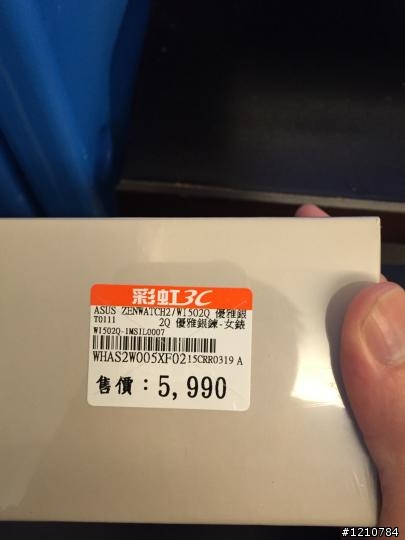 彩虹3C
ASUS ZENWATCH2/WI502Q 優雅銀
T0111 2Q 優雅銀鍊-女錶
WI502Q-1MSIL0007
WHAS2W005XF0215CRR0319 A
售價：5,990
#1210784